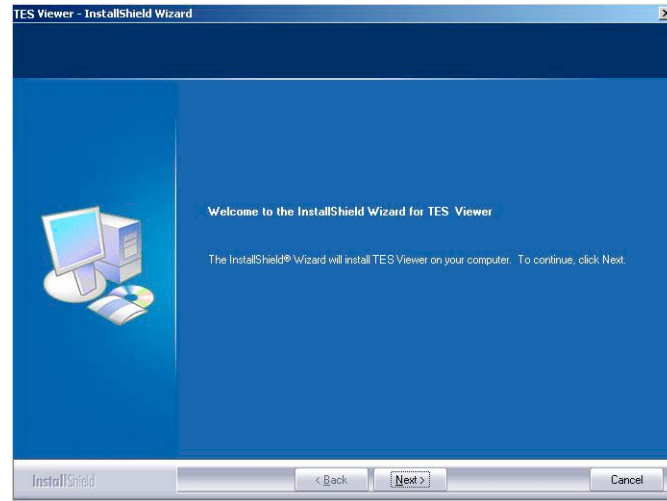 TES Viewer - InstallShield Wizard
Welcome to the InstallShield Wizard for TES Viewer
The InstallShield® Wizard will install TES Viewer on your computer. To continue, click Next.
InstallShield
< Back
Next >
Cancel